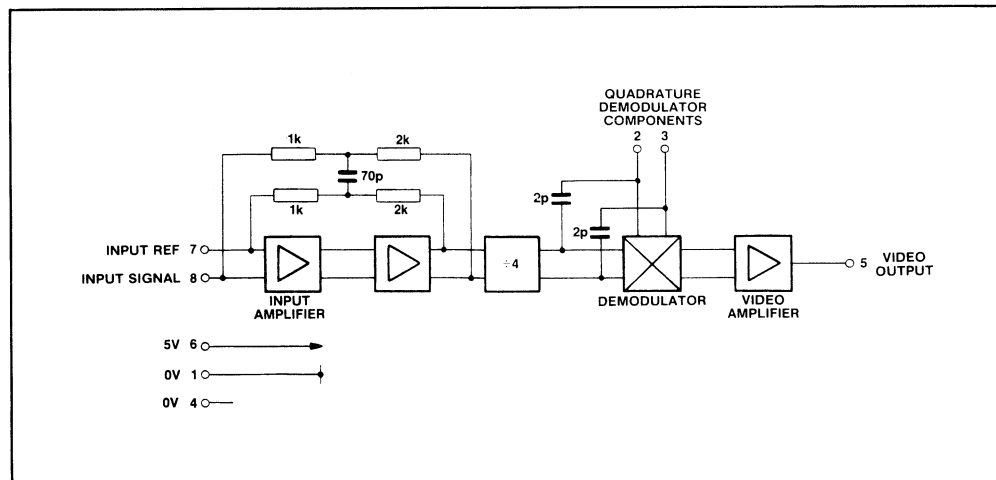 QUADRATURE
DEMODULATOR
COMPONENTS
2 3
1k 2k
70p
1k 2k
2p
2p
INPUT REF 7
÷4
INPUT SIGNAL 8
5 VIDEO
OUTPUT
INPUT
AMPLIFIER
DEMODULATOR
VIDEO
AMPLIFIER
5V 6
0V 1
0V 4